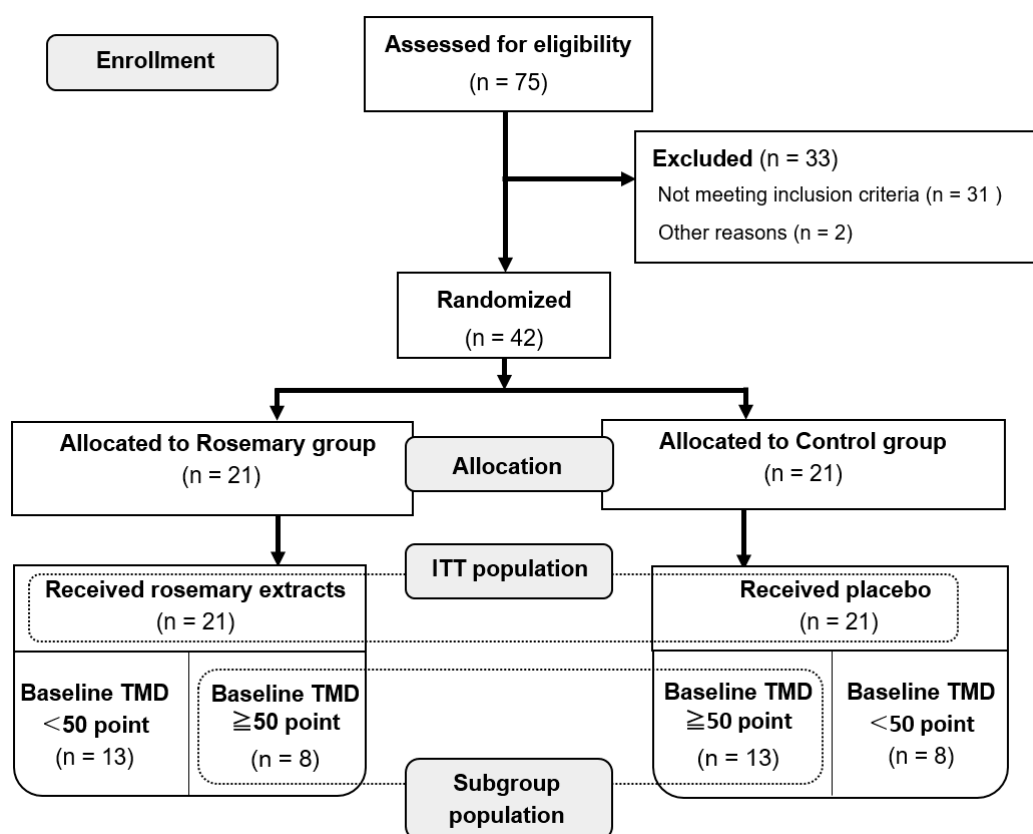 Enrollment
Assessed for eligibility
(n = 75)
Excluded (n = 33)
Not meeting inclusion criteria (n = 31 )
Other reasons (n = 2)
Randomized
(n = 42)
Allocated to Rosemary group
(n = 21)
Allocation
Allocated to Control group
(n = 21)
ITT population
Received rosemary extracts
(n = 21)
Received placebo
(n = 21)
Baseline TMD
<50 point
(n = 13)
Baseline TMD
≧50 point
(n = 8)
Baseline TMD
≧50 point
(n = 13)
Baseline TMD
<50 point
(n = 8)
Subgroup
population